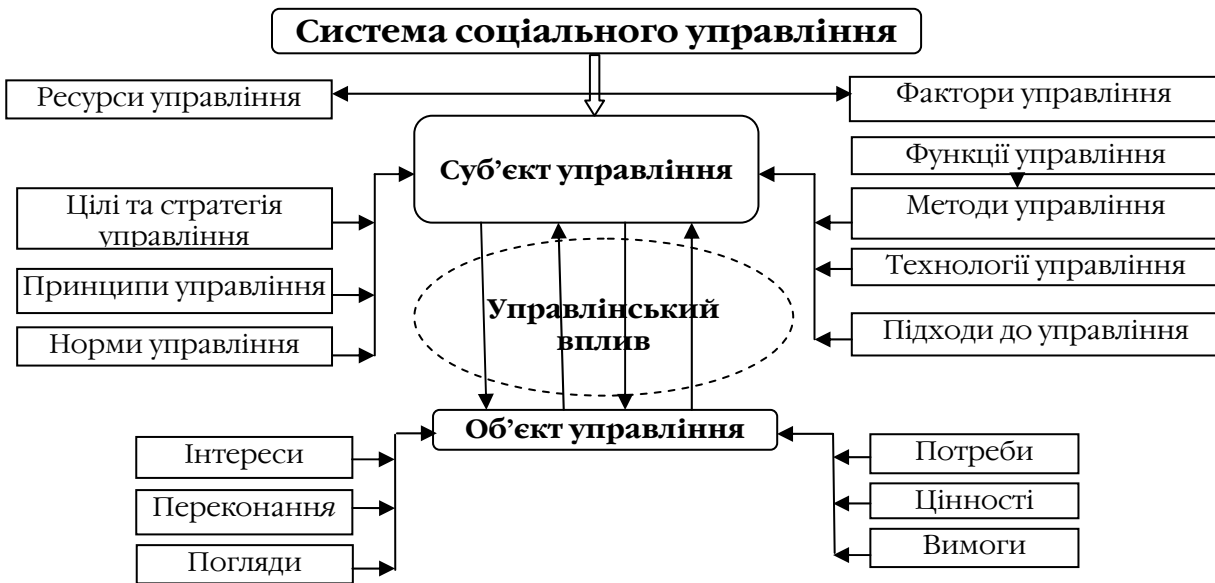 Система соціального управління
Ресурси управління
Фактори управління
Суб’єкт управління
Функції управління
Цілі та стратегія
управління
Методи управління
Принципи управління
Технології управління
Управлінський
вплив
Норми управління
Підходи до управління
Об’єкт управління
Інтереси
Потреби
Переконання
Цінності
Погляди
Вимоги